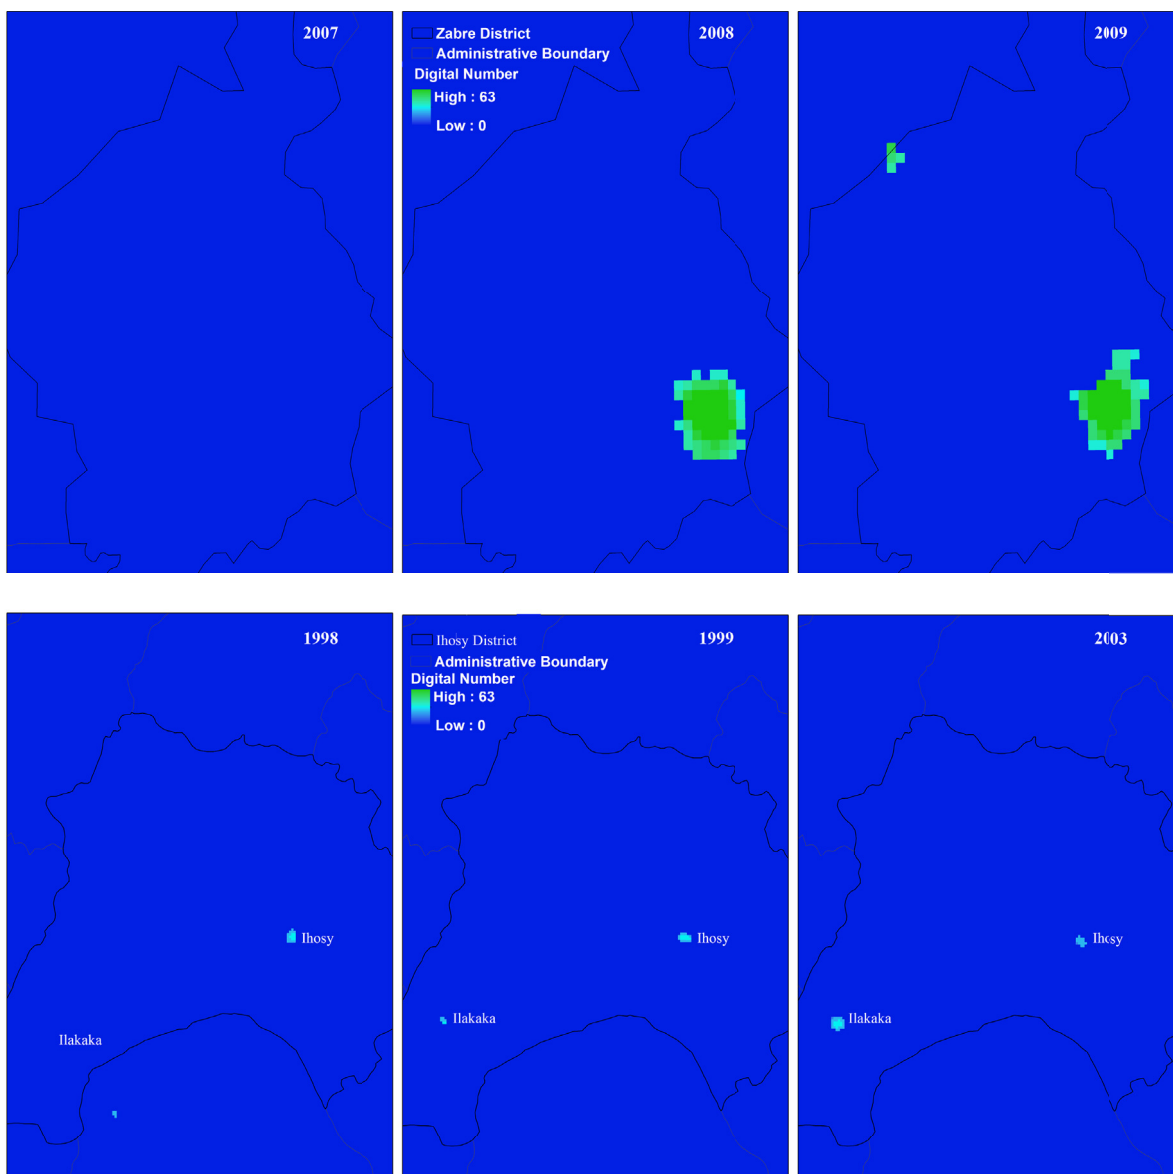 2007
Zabre District
2008
Administrative Boundary
Digital Number
High : 63
Low : 0
2009
1998
Ihosy
Ilakaka
Ihosy District
1999
Administrative Boundary
Digital Number
High : 63
Low : 0
Ihosy
Ilakaka
2003
Ihosy
Ilakaka